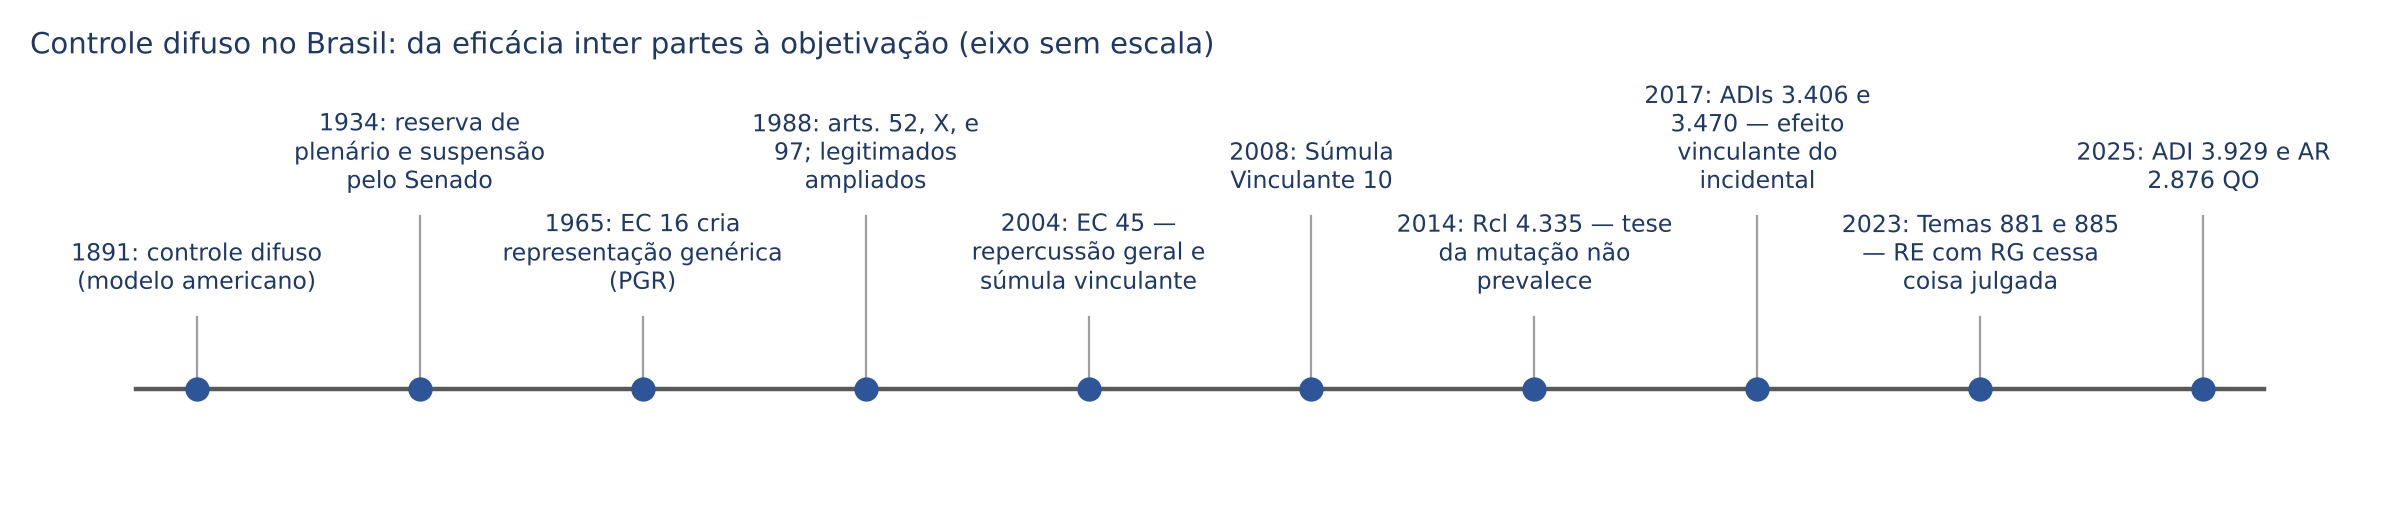 Controle difuso no Brasil: da eficácia inter partes à objetivação (eixo sem escala)
1891: controle difuso
(modelo americano)
1934: reserva de
plenário e suspensão
pelo Senado
1965: EC 16 cria
representação genérica
(PGR)
1988: arts. 52, X, e
97; legitimados
ampliados
2004: EC 45 —
repercussão geral e
súmula vinculante
2008: Súmula
Vinculante 10
2014: Rcl 4.335 — tese
da mutação não
prevalece
2017: ADIs 3.406 e
3.470 — efeito
vinculante do
incidental
2023: Temas 881 e 885
— RE com RG cessa
coisa julgada
2025: ADI 3.929 e AR
2.876 QO